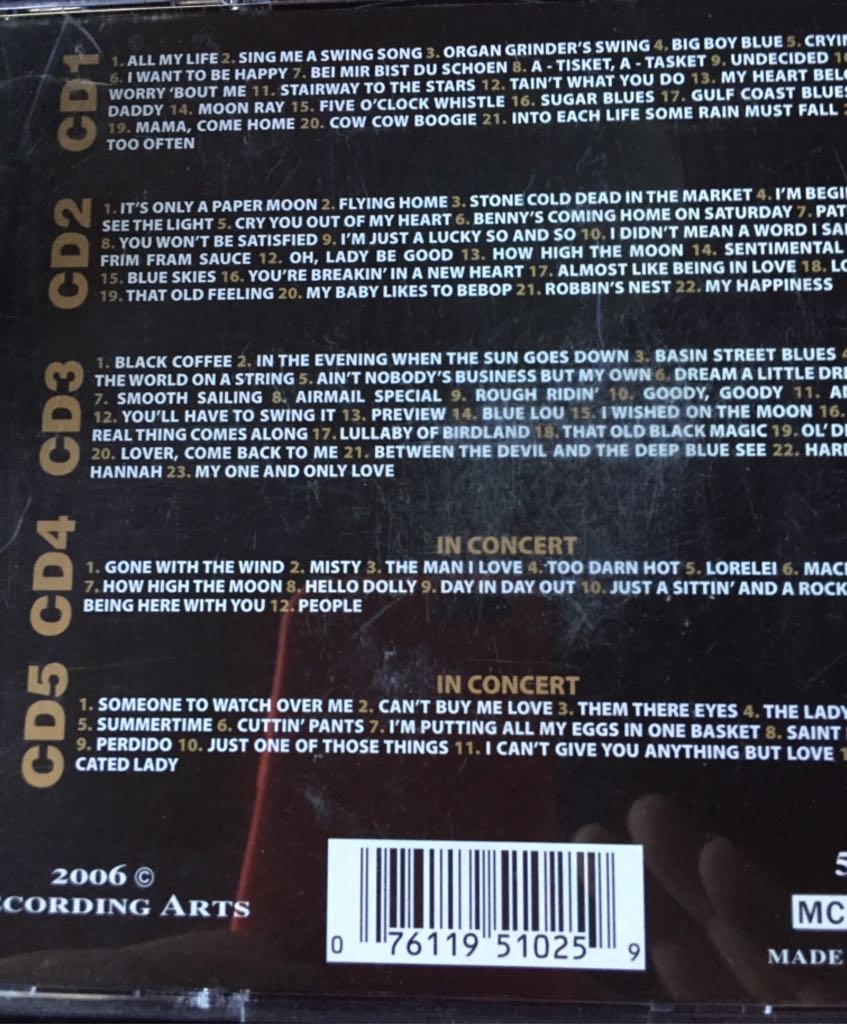 CD1
1. ALL MY LIFE 2. SING ME A SWING SONG 3. ORGAN GRINDER'S SWING 4. BIG BOY BLUE 5.
6. I WANT TO BE HAPPY 7. BEI MIR BIST DU SCHOEN 8. A - TISKET, A - TASKET 9. UNDECIDED
WORRY 'BOUT ME 11. STAIRWAY TO THE STARS 12. TAIN'T WHAT YOU DO 13. MY HEART
DADDY 14. MOON RAY 15. FIVE O'CLOCK WHISTLE 16. SUGAR BLUES 17. GULF COAST BLUES
19. MAMA, COME HOME 20. COW COW BOOGIE 21. INTO EACH LIFE SOME RAIN MUST FALL
TOO OFTEN
CD2
1. IT'S ONLY A PAPER MOON 2. FLYING HOME 3. STONE COLD DEAD IN THE MARKET 4. I'M
SEE THE LIGHT 5. CRY YOU OUT OF MY HEART 6. BENNY'S COMING HOME ON SATURDAY 7.
8. YOU WON'T BE SATISFIED 9. I'M JUST A LUCKY SO AND SO 10. I DIDN'T MEAN A WORD I
FRIM FRAM SAUCE 12. OH, LADY BE GOOD 13. HOW HIGH THE MOON 14. SENTIMENTAL
15. BLUE SKIES 16. YOU'RE BREAKIN' IN A NEW HEART 17. ALMOST LIKE BEING IN LOVE 18.
19. THAT OLD FEELING 20. MY BABY LIKES TO BEBOP 21. ROBBIN'S NEST 22. MY HAPPINESS
CD3
1. BLACK COFFEE 2. IN THE EVENING WHEN THE SUN GOES DOWN 3. BASIN STREET BLUES
THE WORLD ON A STRING 5. AIN'T NOBODY'S BUSINESS BUT MY OWN 6. DREAM A LITTLE
7. SMOOTH SAILING 8. AIRMAIL SPECIAL 9. ROUGH RIDIN' 10. GOODY, GOODY 11.
12. YOU'LL HAVE TO SWING IT 13. PREVIEW 14. BLUE LOU 15. I WISHED ON THE MOON 16.
REAL THING COMES ALONG 17. LULLABY OF BIRDLAND 18. THAT OLD BLACK MAGIC 19.
20. LOVER, COME BACK TO ME 21. BETWEEN THE DEVIL AND THE DEEP BLUE SEE 22.
HANNAH 23. MY ONE AND ONLY LOVE
CD4
IN CONCERT
1. GONE WITH THE WIND 2. MISTY 3. THE MAN I LOVE 4. TOO DARN HOT 5. LORELEI 6.
7. HOW HIGH THE MOON 8. HELLO DOLLY 9. DAY IN DAY OUT 10. JUST A SITTIN' AND A
BEING HERE WITH YOU 12. PEOPLE
CD5
IN CONCERT
1. SOMEONE TO WATCH OVER ME 2. CAN'T BUY ME LOVE 3. THEM THERE EYES 4. THE LADY
5. SUMMERTIME 6. CUTTIN' PANTS 7. I'M PUTTING ALL MY EGGS IN ONE BASKET 8. SAINT
9. PERDIDO 10. JUST ONE OF THOSE THINGS 11. I CAN'T GIVE YOU ANYTHING BUT LOVE
CATED LADY
2006 ©
CORDING ARTS
0 76119 51025 9
5
MC
MADE